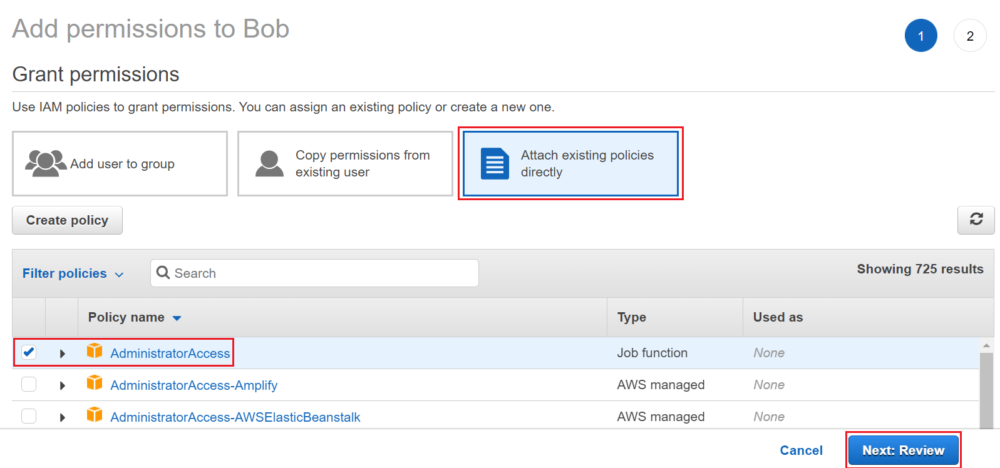 Add permissions to Bob
1
2
Grant permissions
Use IAM policies to grant permissions. You can assign an existing policy or create a new one.
Add user to group
Copy permissions from
existing user
Attach existing policies
directly
Create policy
Filter policies
Search
Showing 725 results
Policy name
Type
Used as
AdministratorAccess
Job function
None
AdministratorAccess-Amplify
AWS managed
None
AdministratorAccess-AWSElasticBeanstalk
AWS managed
None
Cancel
Next: Review